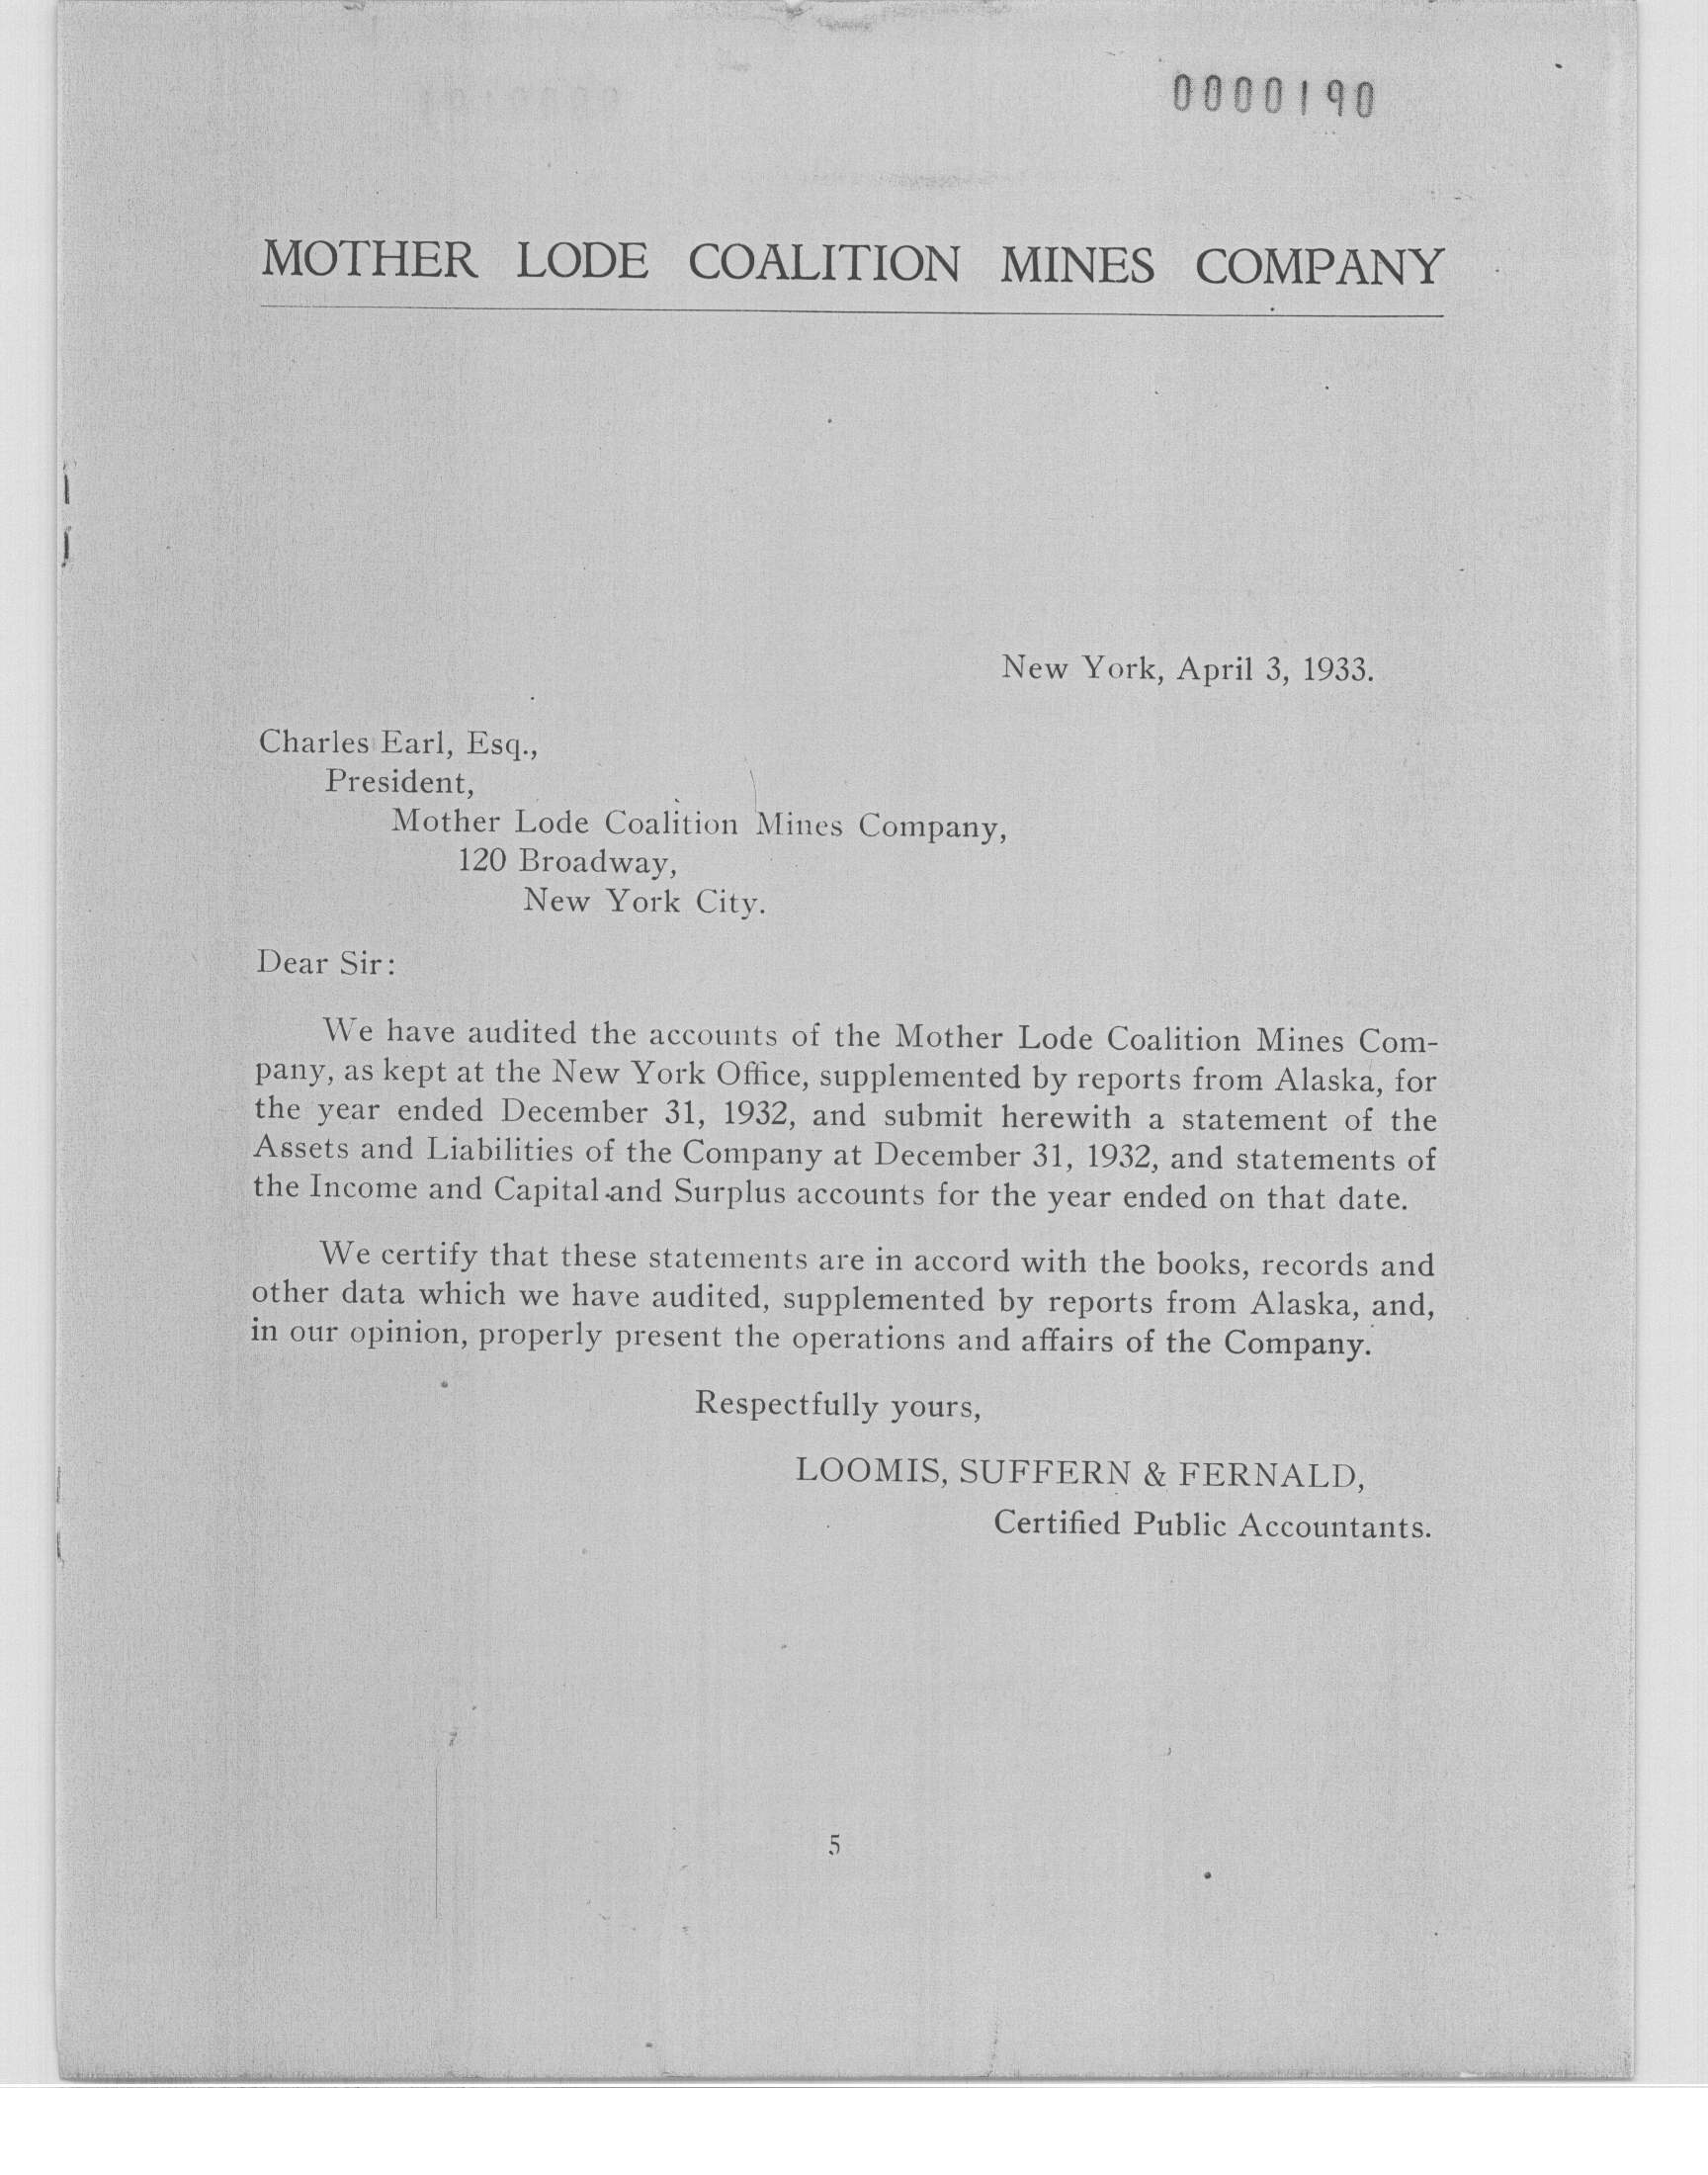 0000190
MOTHER LODE COALITION MINES COMPANY
New York, April 3, 1933.
Charles Earl, Esq.,
President,
Mother Lode Coalition Mines Company,
120 Broadway,
New York City.
Dear Sir:
We have audited the accounts of the Mother Lode Coalition Mines Com-
pany, as kept at the New York Office, supplemented by reports from Alaska, for
the year ended December 31, 1932, and submit herewith a statement of the
Assets and Liabilities of the Company at December 31, 1932, and statements of
the Income and Capital and Surplus accounts for the year ended on that date.
We certify that these statements are in accord with the books, records and
other data which we have audited, supplemented by reports from Alaska, and,
in our opinion, properly present the operations and affairs of the Company.
Respectfully yours,
LOOMIS, SUFFERN & FERNALD,
Certified Public Accountants.
5